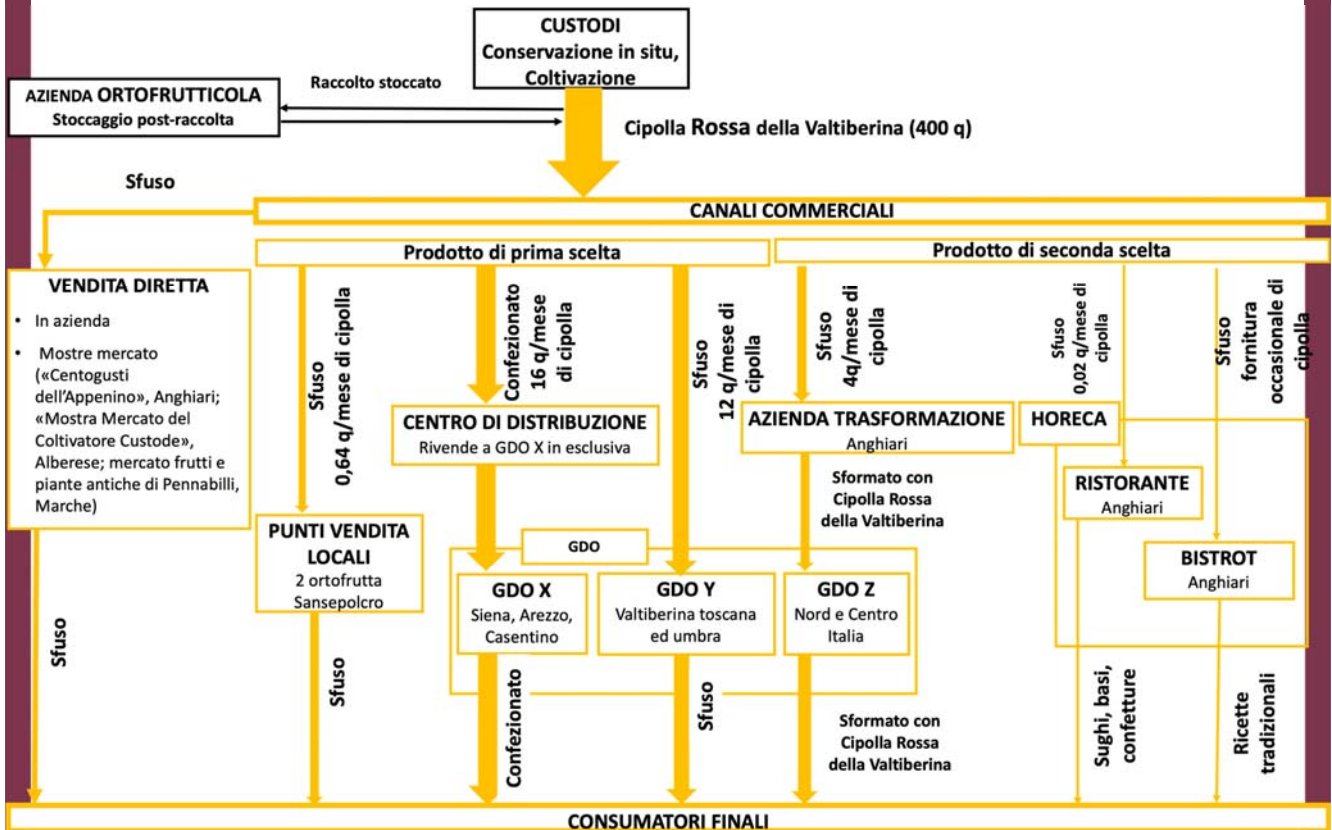 CUSTODI
Conservazione in situ,
Coltivazione
Raccolto stoccato
AZIENDA ORTOFRUTTICOLA
Stoccaggio post-raccolta
Cipolla Rossa della Valtiberina (400 q)
Sfuso
CANALI COMMERCIALI
Prodotto di prima scelta
Prodotto di seconda scelta
VENDITA DIRETTA
• In azienda
• Mostre mercato
(«Centogusti
dell'Appenino», Anghiari;
«Mostra Mercato del
Coltivatore Custode»,
Alberese; mercato frutti e
piante antiche di Pennabilli,
Marche)
Sfuso
0,64 q/mese di cipolla
Confezionato
16 q/mese
di cipolla
Sfuso
12 q/mese di
cipolla
Sfuso
4q/mese di
cipolla
Sfuso
0,02 q/mese di
cipolla
Sfuso
fornitura
occasionale di
cipolla
CENTRO DI DISTRIBUZIONE
Rivende a GDO X in esclusiva
AZIENDA TRASFORMAZIONE
Anghiari
HORECA
RISTORANTE
Anghiari
Sformato con
Cipolla Rossa
della Valtiberina
PUNTI VENDITA
LOCALI
2 ortofrutta
Sansepolcro
GDO
BISTROT
Anghiari
GDO X
Siena, Arezzo,
Casentino
GDO Y
Valtiberina toscana
ed umbra
GDO Z
Nord e Centro
Italia
Sfuso
Sfuso
Confezionato
Sfuso
Sformato con
Cipolla Rossa
della Valtiberina
Sughi, basi,
confetture
Ricette
tradizionali
CONSUMATORI FINALI